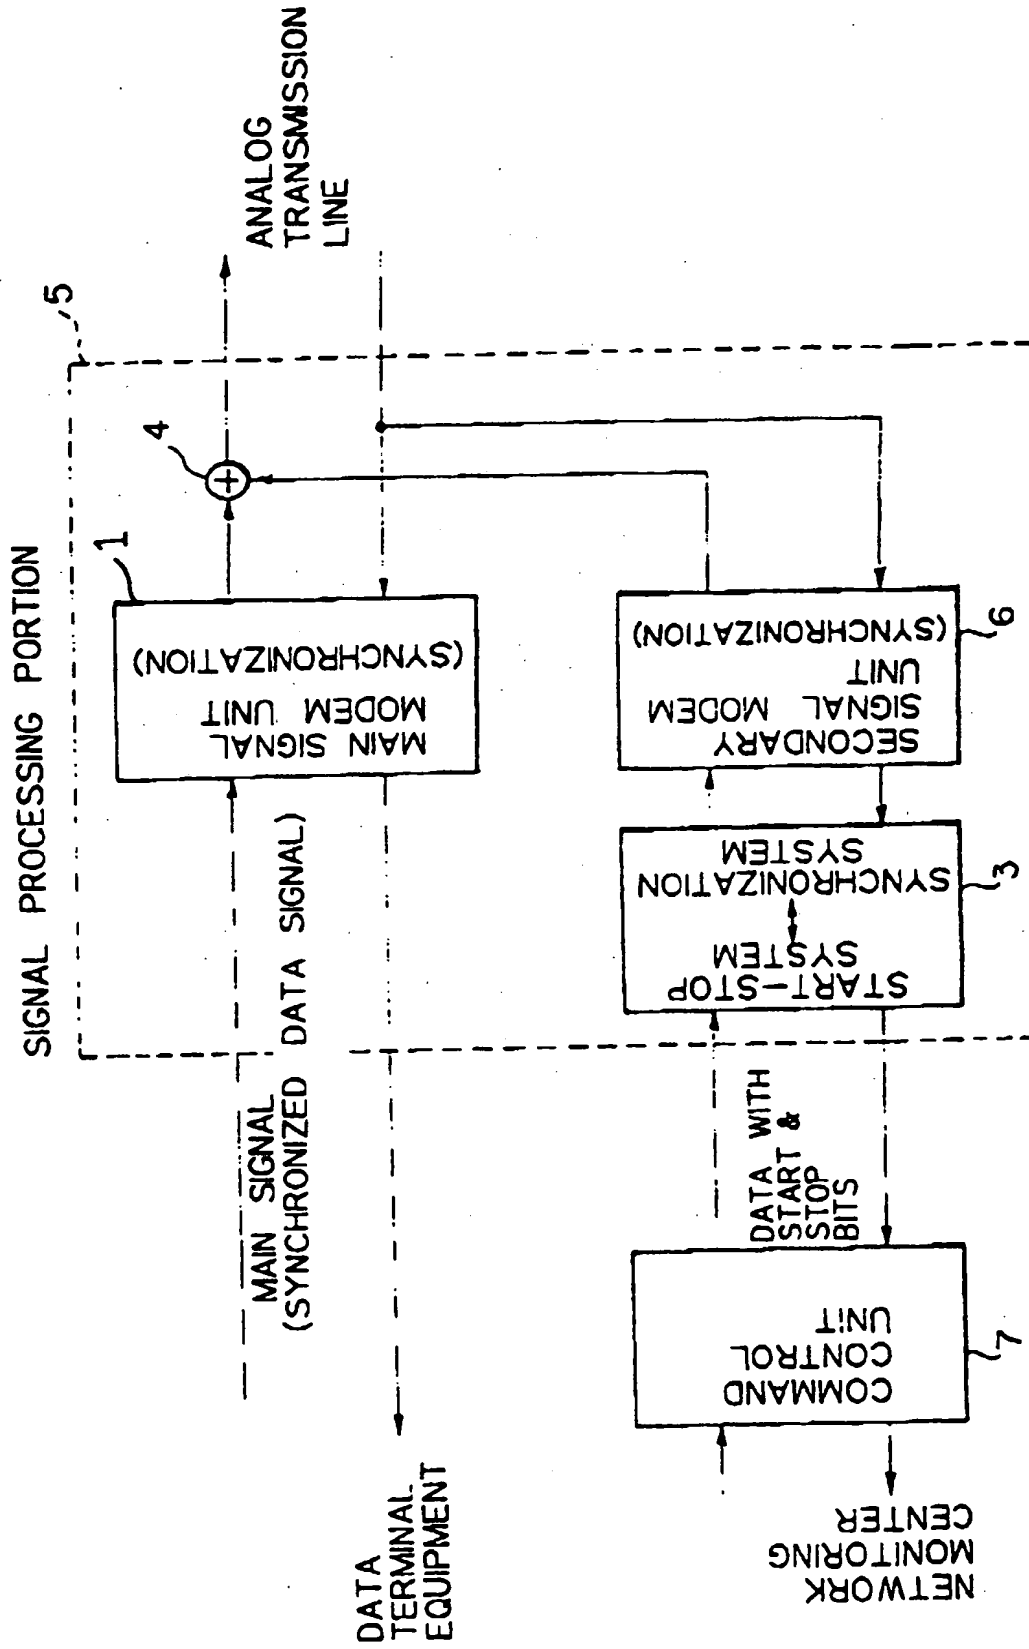 SIGNAL PROCESSING PORTION
5
4
1
ANALOG
TRANSMISSION
LINE
MAIN SIGNAL
MODEM UNIT
(SYNCHRONIZATION)
MAIN SIGNAL
(SYNCHRONIZED DATA SIGNAL)
DATA
TERMINAL
EQUIPMENT
SECONDARY
SIGNAL MODEM
UNIT
(SYNCHRONIZATION)
6
START-STOP
SYSTEM
SYNCHRONIZATION
SYSTEM
3
DATA WITH
START &
STOP
BITS
COMMAND
CONTROL
UNIT
7
NETWORK
MONITORING
CENTER